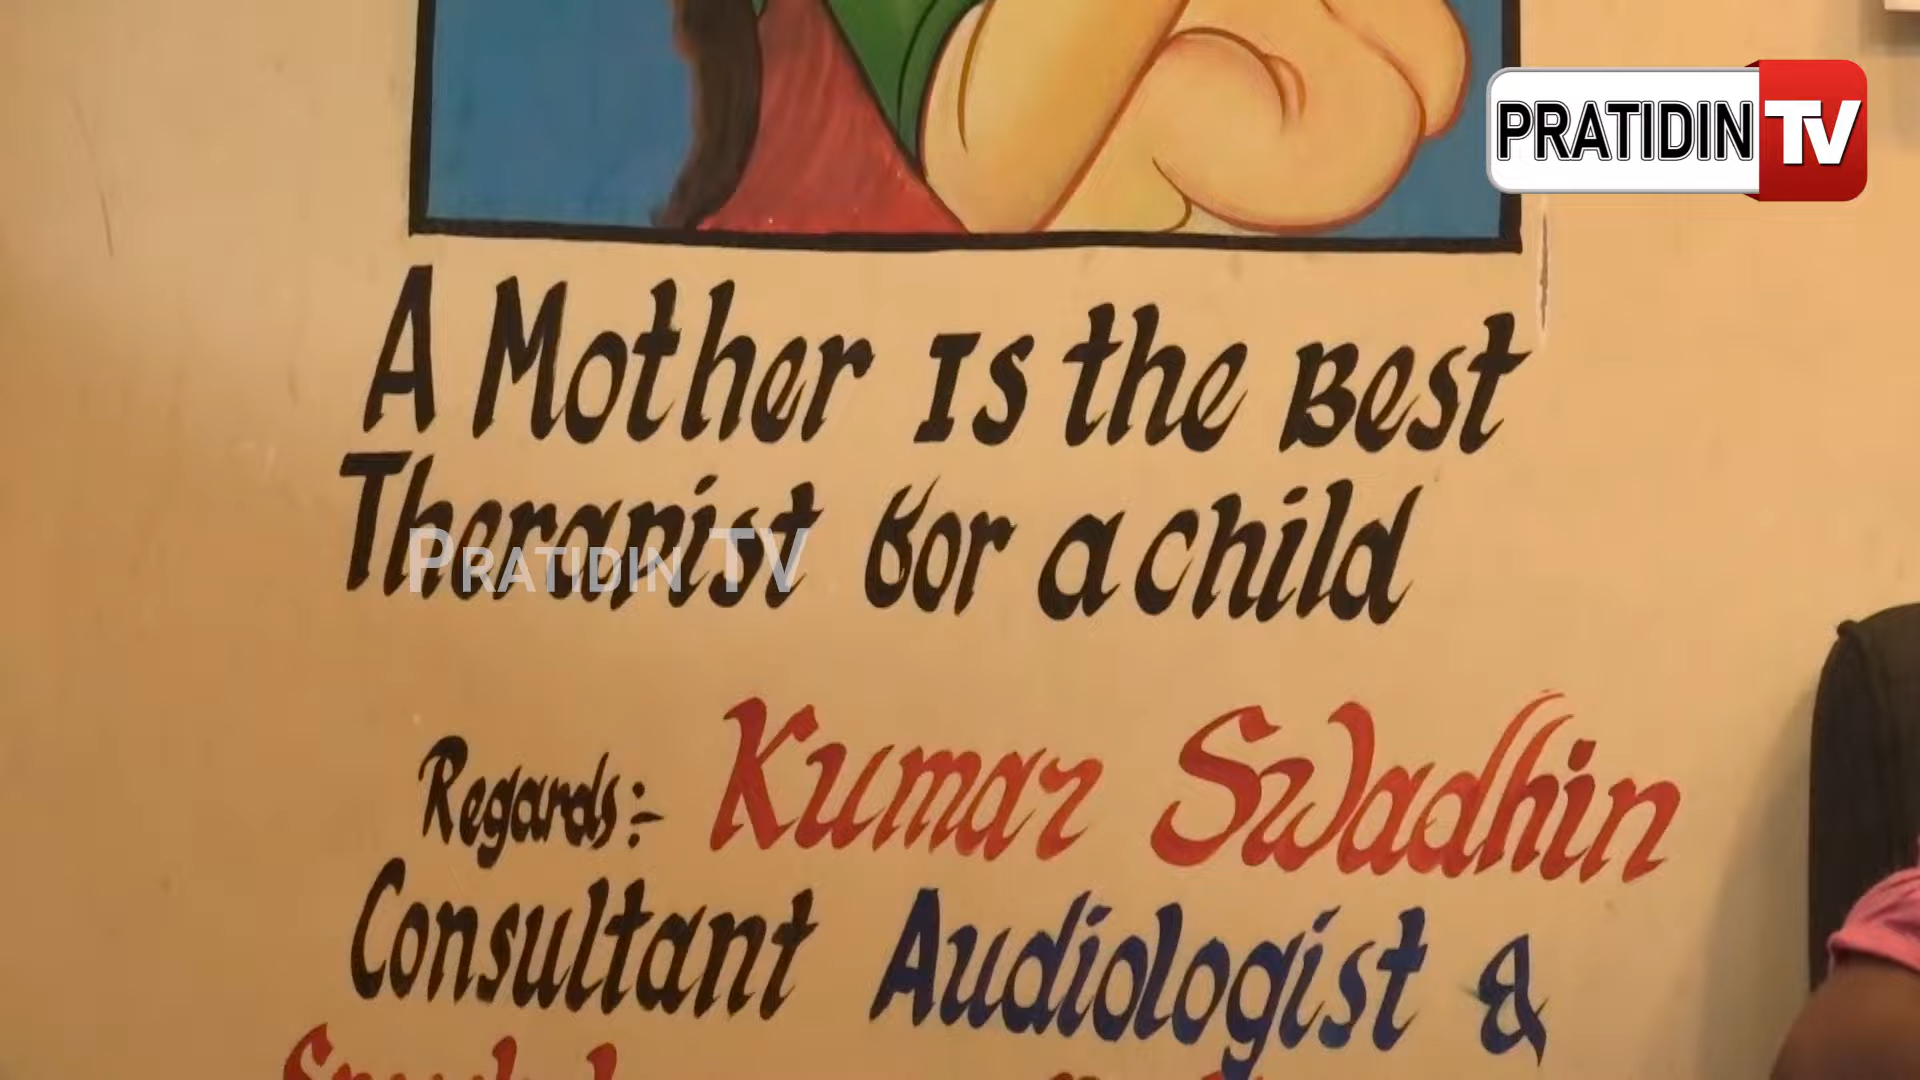 PRATIDIN TV
A Mother Is the Best
Therapist for a child
PRATIDIN TV
Regards:-
Kumar Swadhin
Consultant Audiologist &